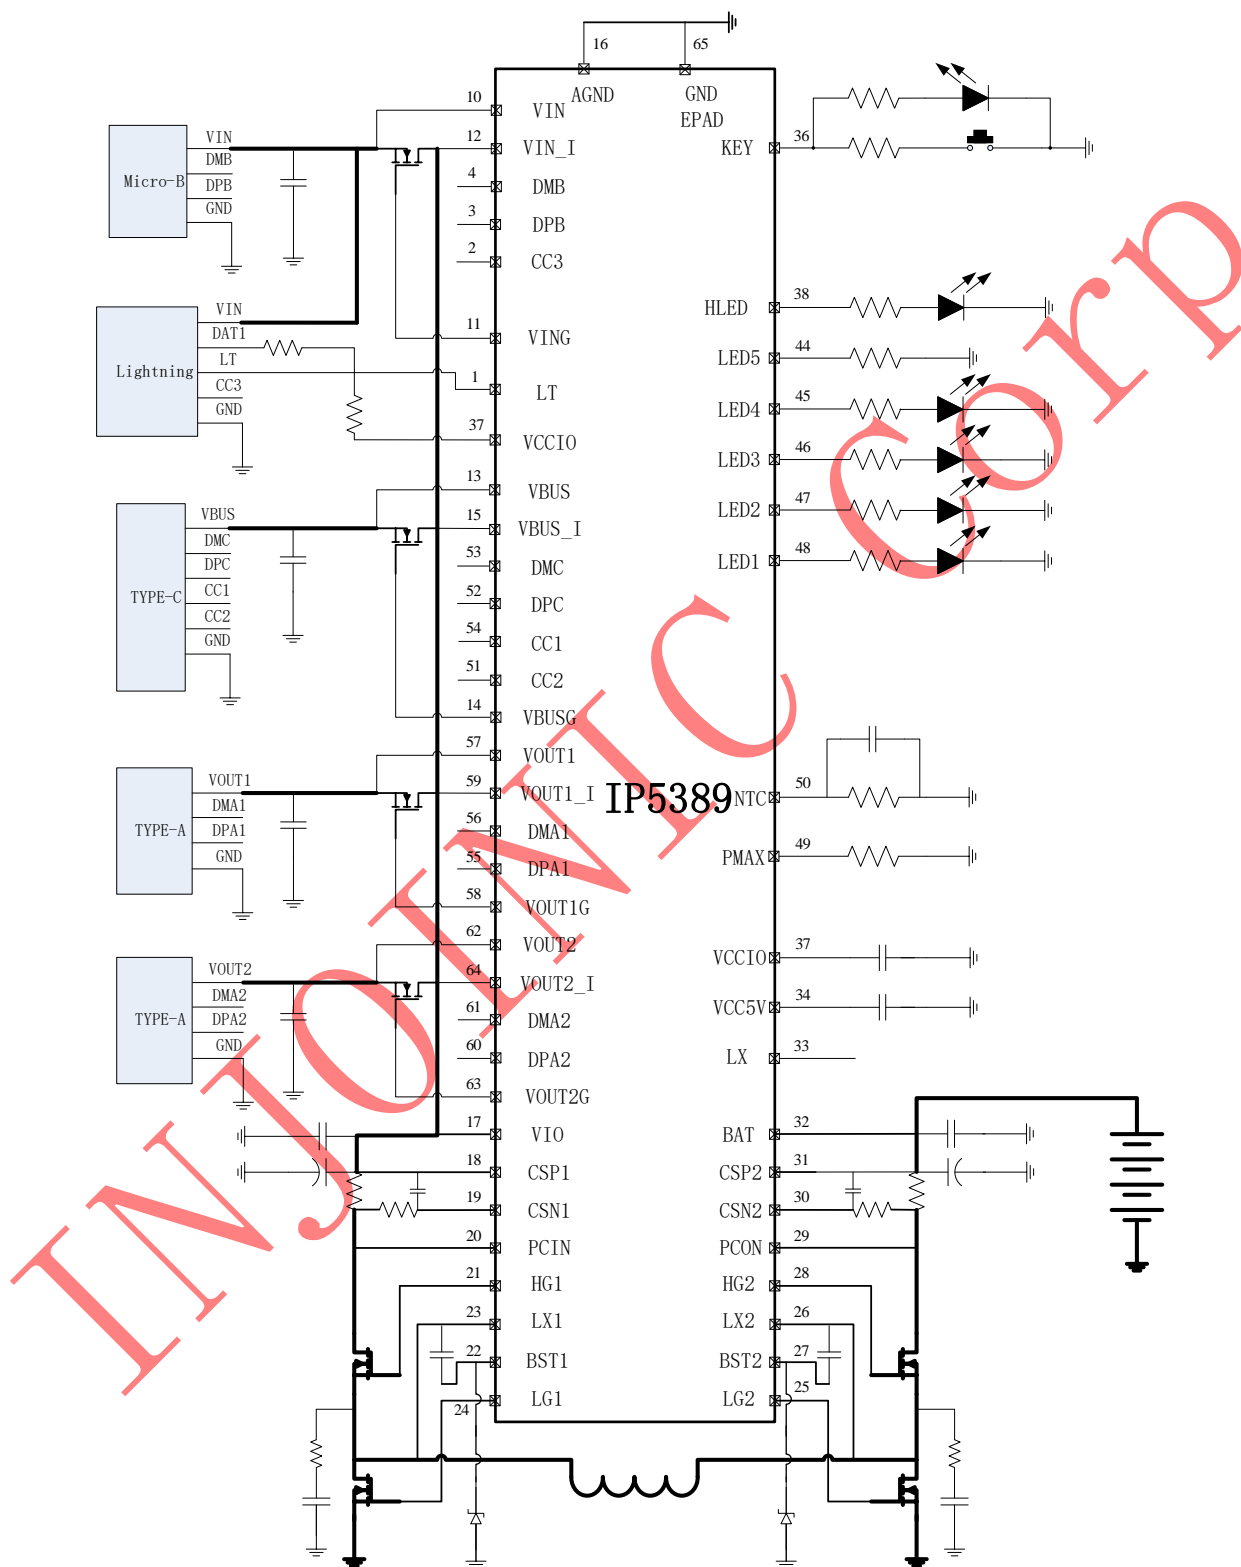 16
65
AGND
GND
EPAD
10
VIN
12
VIN_I
4
DMB
3
DPB
2
CC3
11
VING
1
LT
37
VCCIO
13
VBUS
15
VBUS_I
53
DMC
52
DPC
54
CC1
51
CC2
14
VBUSG
57
VOUT1
59
VOUT1_I
56
DMA1
55
DPA1
58
VOUT1G
62
VOUT2
64
VOUT2_I
61
DMA2
60
DPA2
63
VOUT2G
17
VIO
18
CSP1
19
CSN1
20
PCIN
21
HG1
23
LX1
22
BST1
24
LG1
Micro-B
VIN
DMB
DPB
GND
Lightning
VIN
DAT1
LT
CC3
GND
TYPE-C
VBUS
DMC
DPC
CC1
CC2
GND
TYPE-A
VOUT1
DMA1
DPA1
GND
TYPE-A
VOUT2
DMA2
DPA2
GND
IP5389
KEY
36
HLED
38
LED5
44
LED4
45
LED3
46
LED2
47
LED1
48
NTC
50
PMAX
49
VCCIO
37
VCC5V
34
LX
33
BAT
32
CSP2
31
CSN2
30
PCON
29
HG2
28
LX2
26
BST2
27
LG2
25
INJOINIC Corp